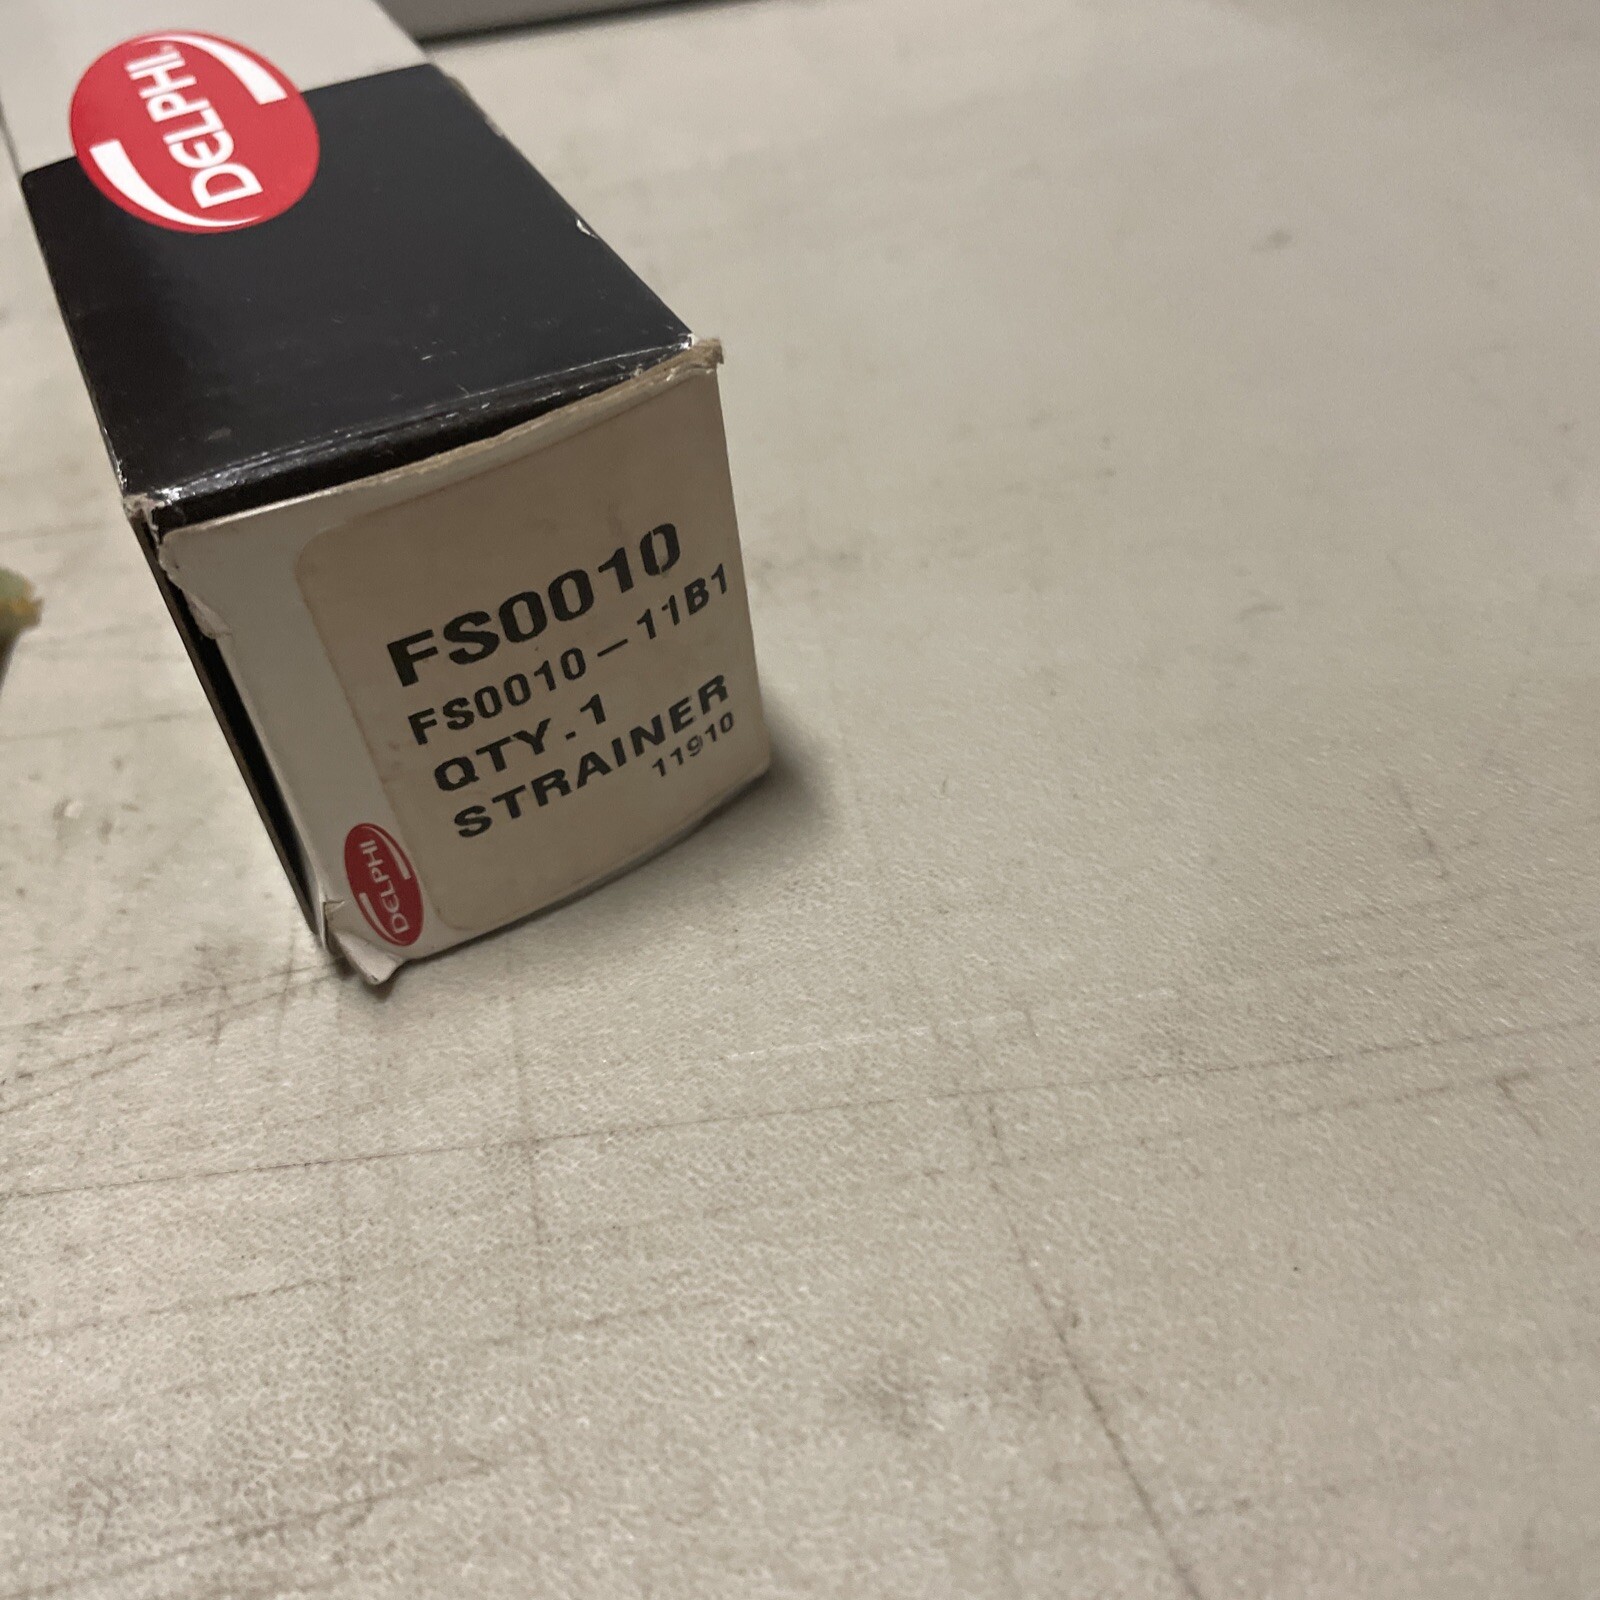 DELPHI
FS0010
FS0010-11B1
QTY. 1
STRAINER
11910
DELPHI